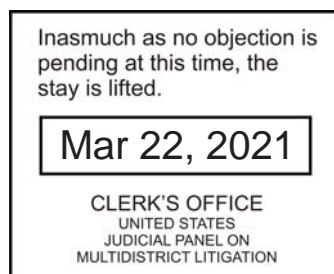 Inasmuch as no objection is
pending at this time, the
stay is lifted.
Mar 22, 2021
CLERK'S OFFICE
UNITED STATES
JUDICIAL PANEL ON
MULTIDISTRICT LITIGATION